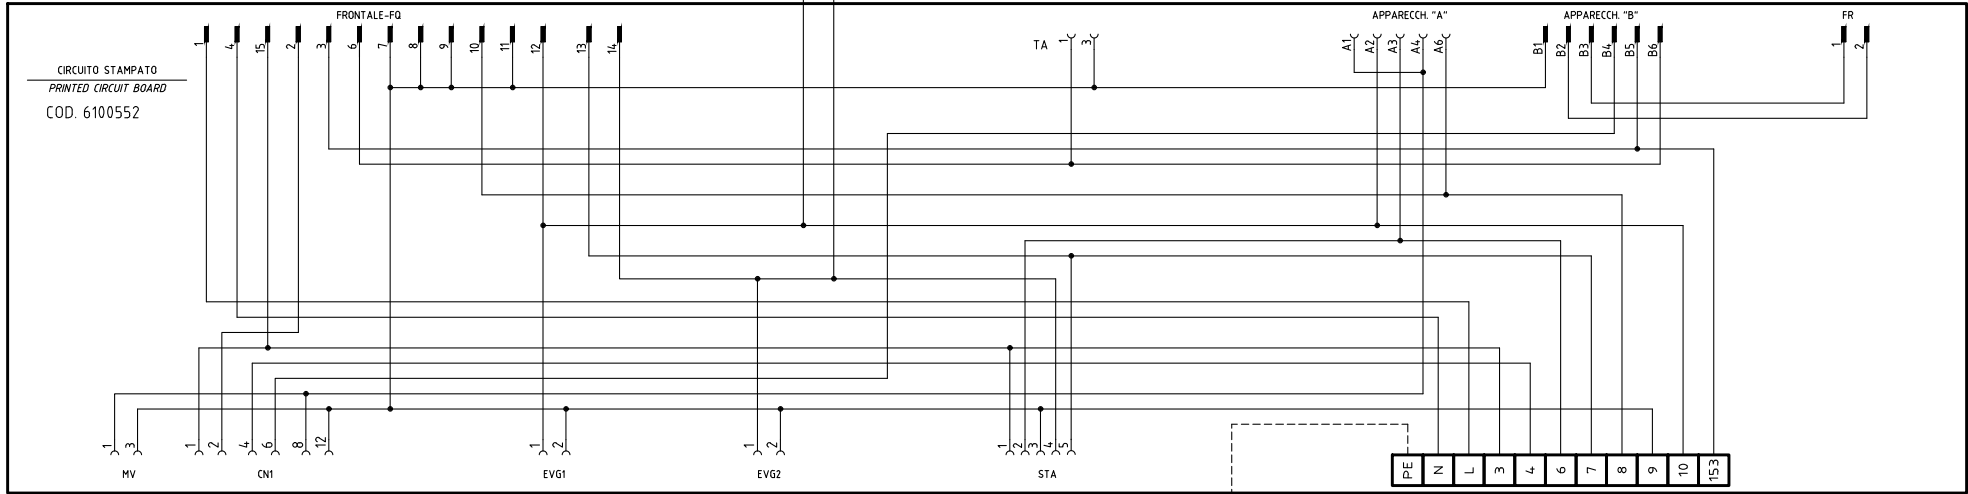 FRONTALE-FQ
APPARECCH. "A"
APPARECCH. "B"
FR
1 4 15 2 3 6 7 8 9 10 11 12 13 14
TA 1 3
A1 A2 A3 A4 A6
B1 B2 B3 B4 B5 B6
1 2
CIRCUITO STAMPATO
PRINTED CIRCUIT BOARD
COD. 6100552
1 3
1 2 4 6 8 12
1 2
1 2
1 2 3 4 5
MV
CN1
EVG1
EVG2
STA
PE N L 3 4 6 7 8 9 10 153